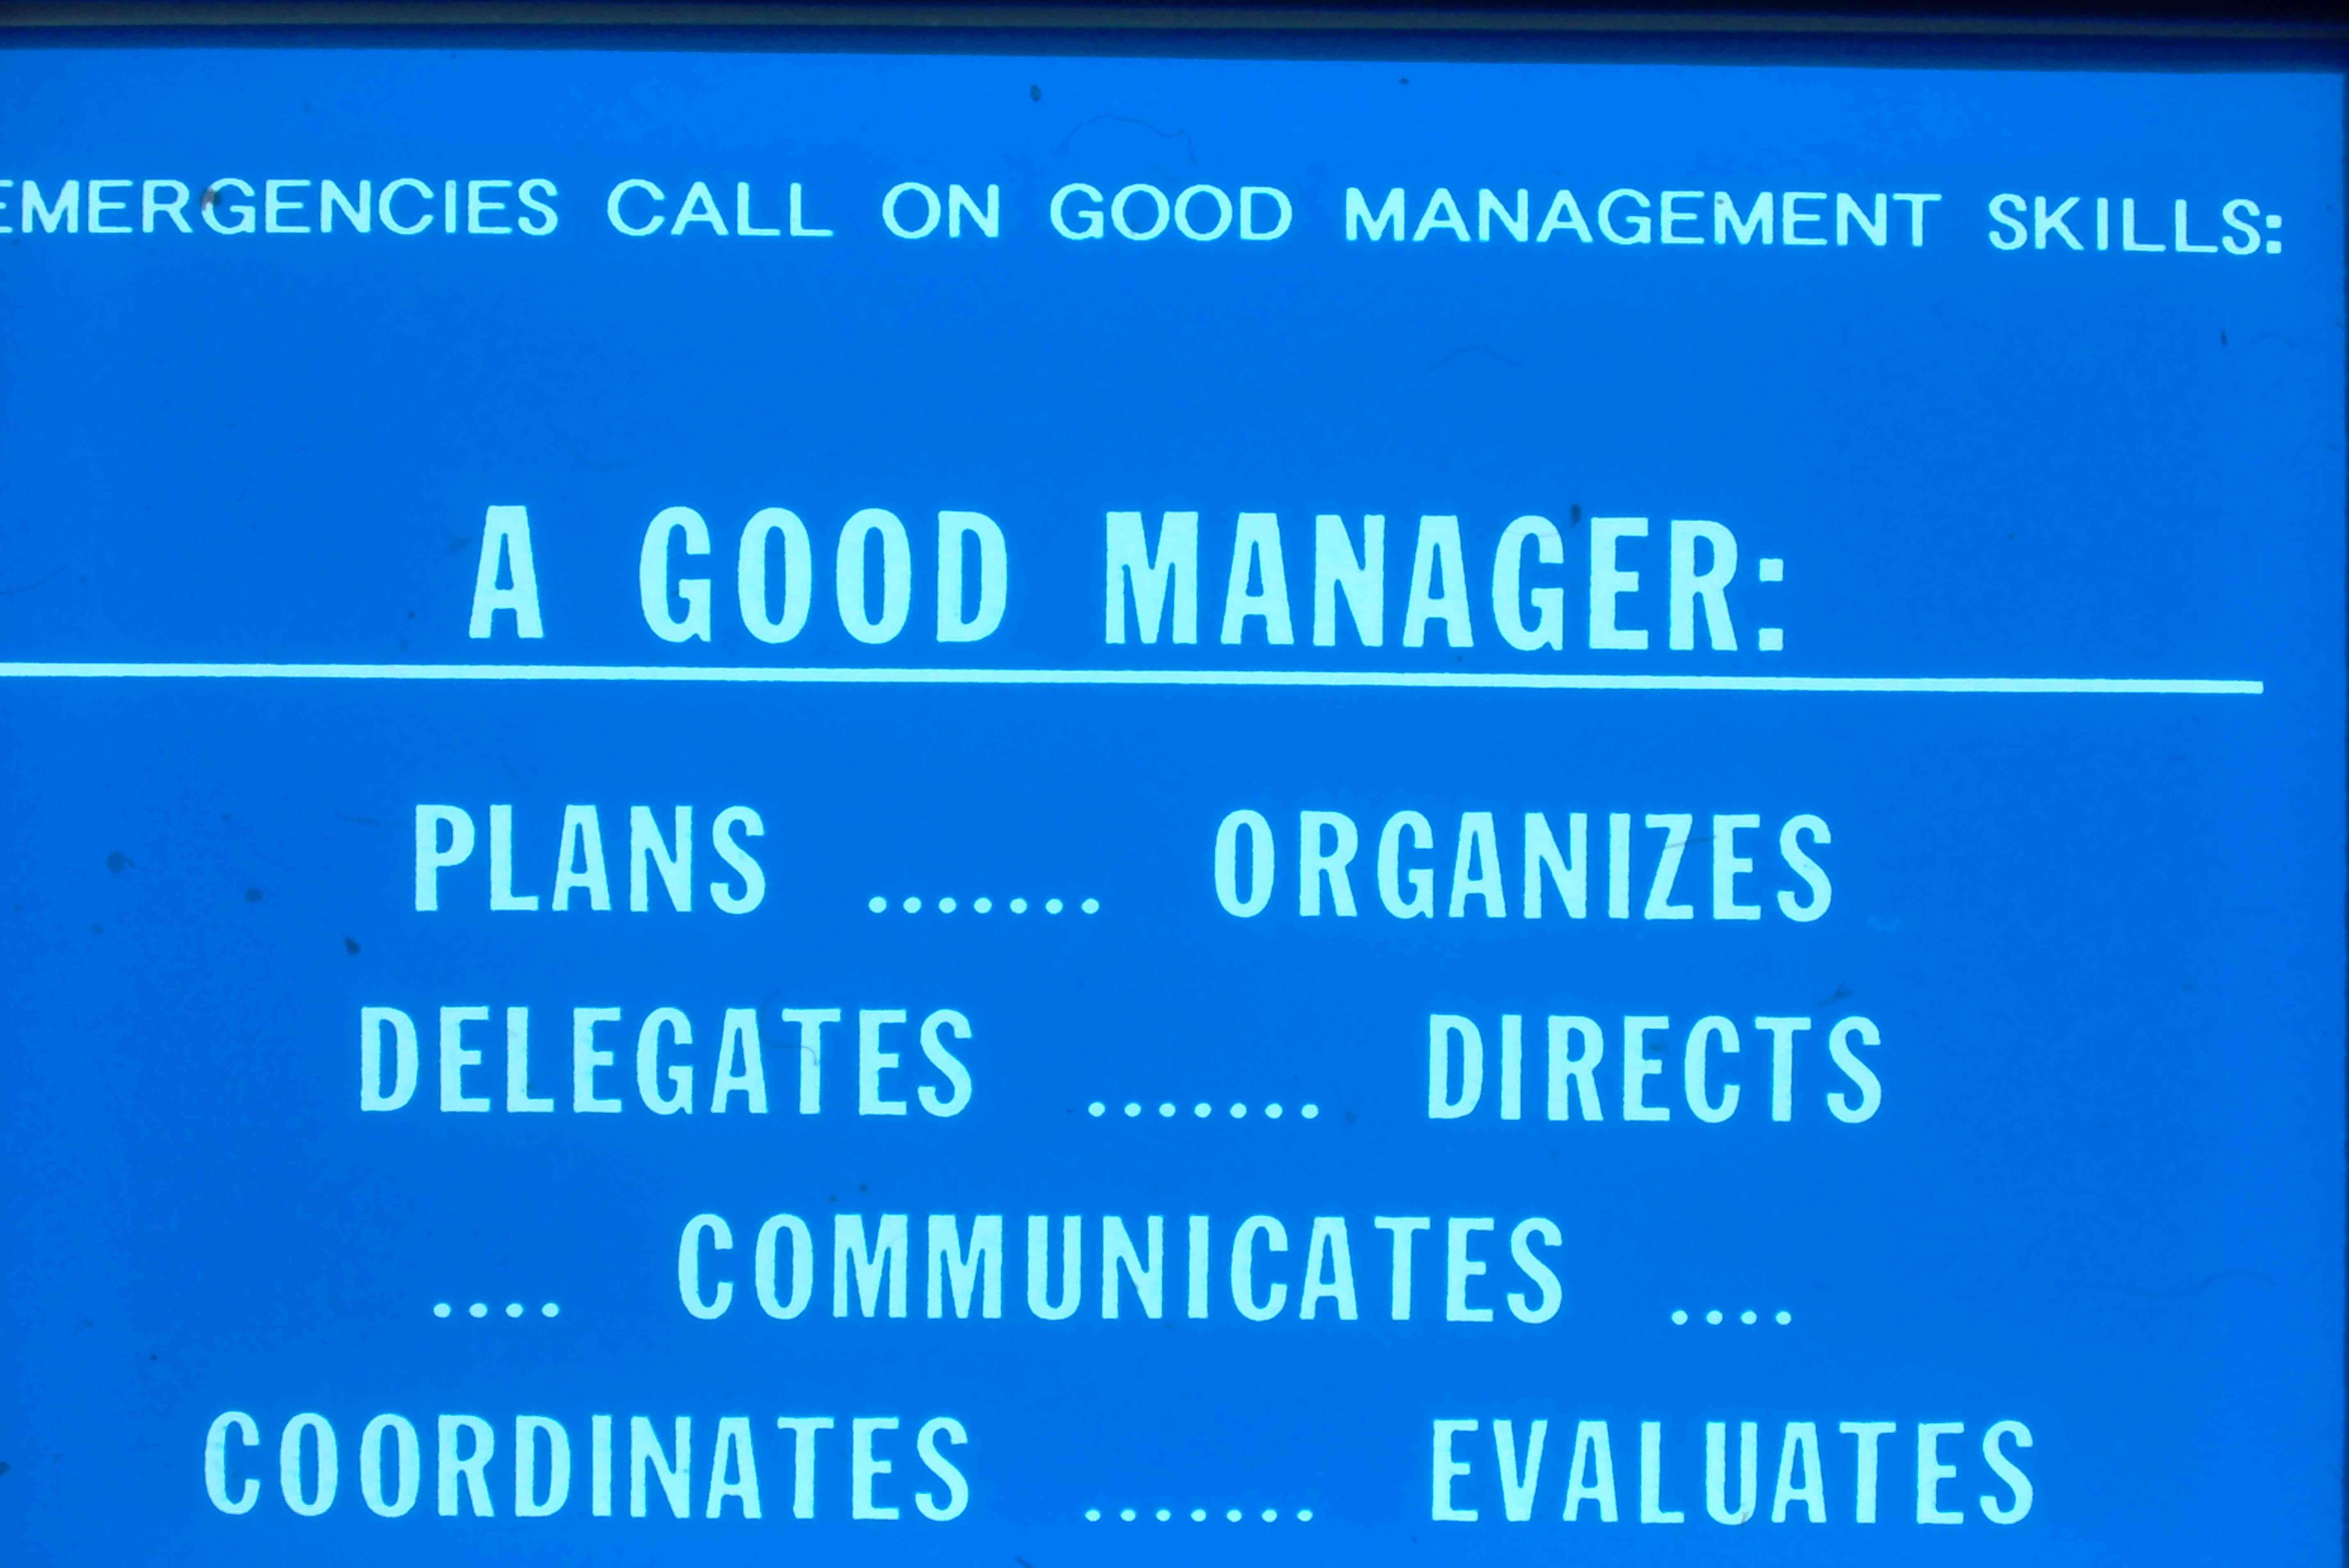 EMERGENCIES CALL ON GOOD MANAGEMENT SKILLS:
A GOOD MANAGER:
PLANS ....... ORGANIZES
DELEGATES ....... DIRECTS
.... COMMUNICATES ....
COORDINATES ....... EVALUATES